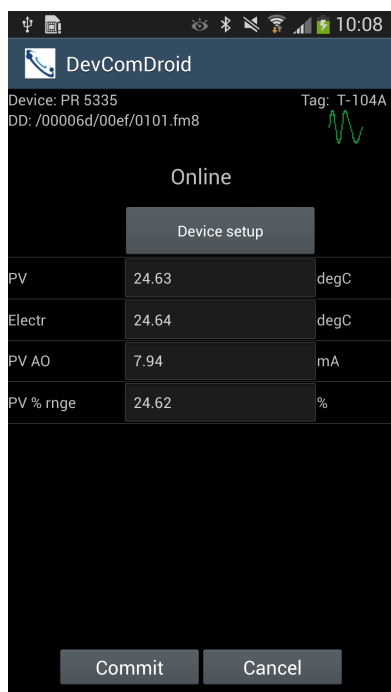 10:08
DevComDroid
Device: PR 5335 Tag: T-104A
DD: /00006d/00ef/0101.fm8
Online
Device setup
PV 24.63 degC
Electr 24.64 degC
PV AO 7.94 mA
PV % rnge 24.62 %
Commit Cancel